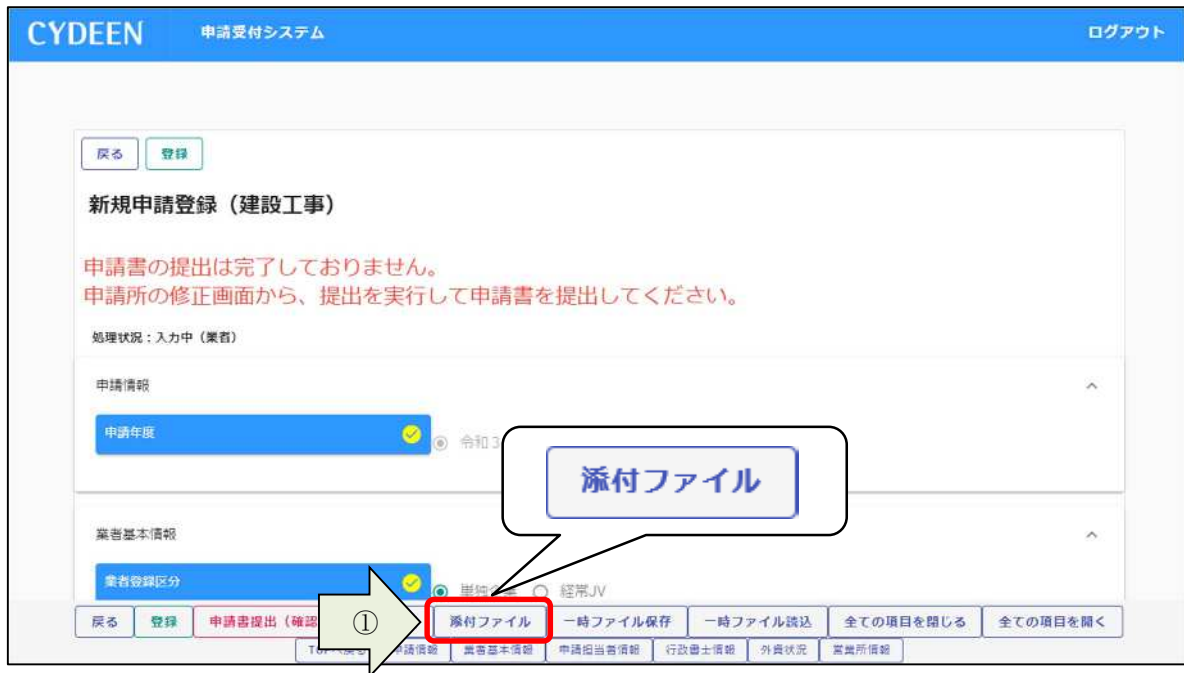 CYDEEN 申請受付システム ログアウト
戻る 登録
新規申請登録（建設工事）
申請書の提出は完了しておりません。
申請所の修正画面から、提出を実行して申請書を提出してください。
処理状況：入力中（業者）
申請情報
申請年度 令和3
添付ファイル
業者基本情報
業者登録区分 単独企業 経常JV
戻る 登録 申請書提出（確認 ① 添付ファイル 一時ファイル保存 一時ファイル読込 全ての項目を閉じる 全ての項目を開く
申請情報 業者基本情報 申請担当者情報 行政書士情報 外資状況 営業所情報